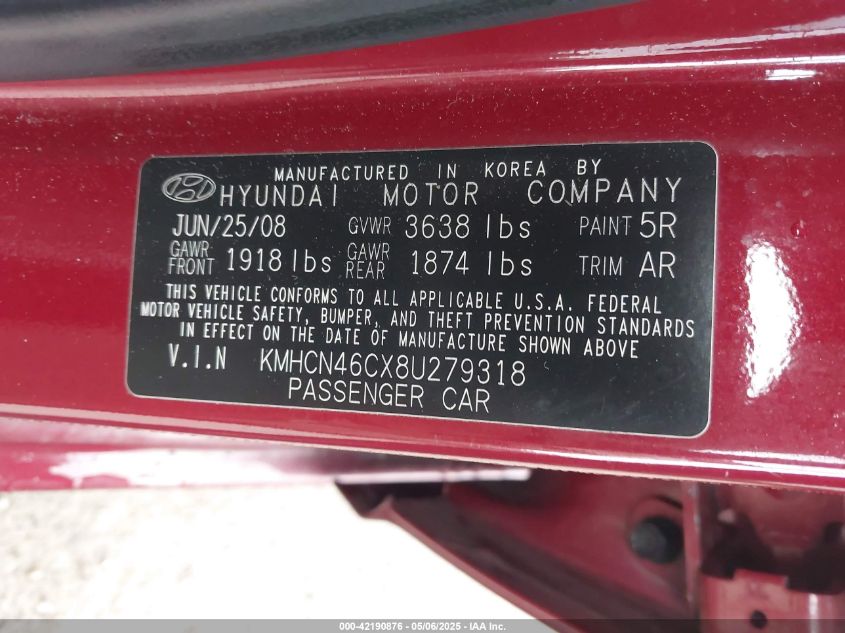 MANUFACTURED IN KOREA BY
HYUNDAI MOTOR COMPANY
JUN/25/08 GVWR 3638 lbs PAINT 5R
GAWR FRONT 1918 lbs GAWR REAR 1874 lbs TRIM AR
THIS VEHICLE CONFORMS TO ALL APPLICABLE U.S.A. FEDERAL
MOTOR VEHICLE SAFETY, BUMPER, AND THEFT PREVENTION STANDARDS
IN EFFECT ON THE DATE OF MANUFACTURE SHOWN ABOVE
V.I.N KMHCN46CX8U279318
PASSENGER CAR
000-42190876 - 05/06/2025 - IAA Inc.